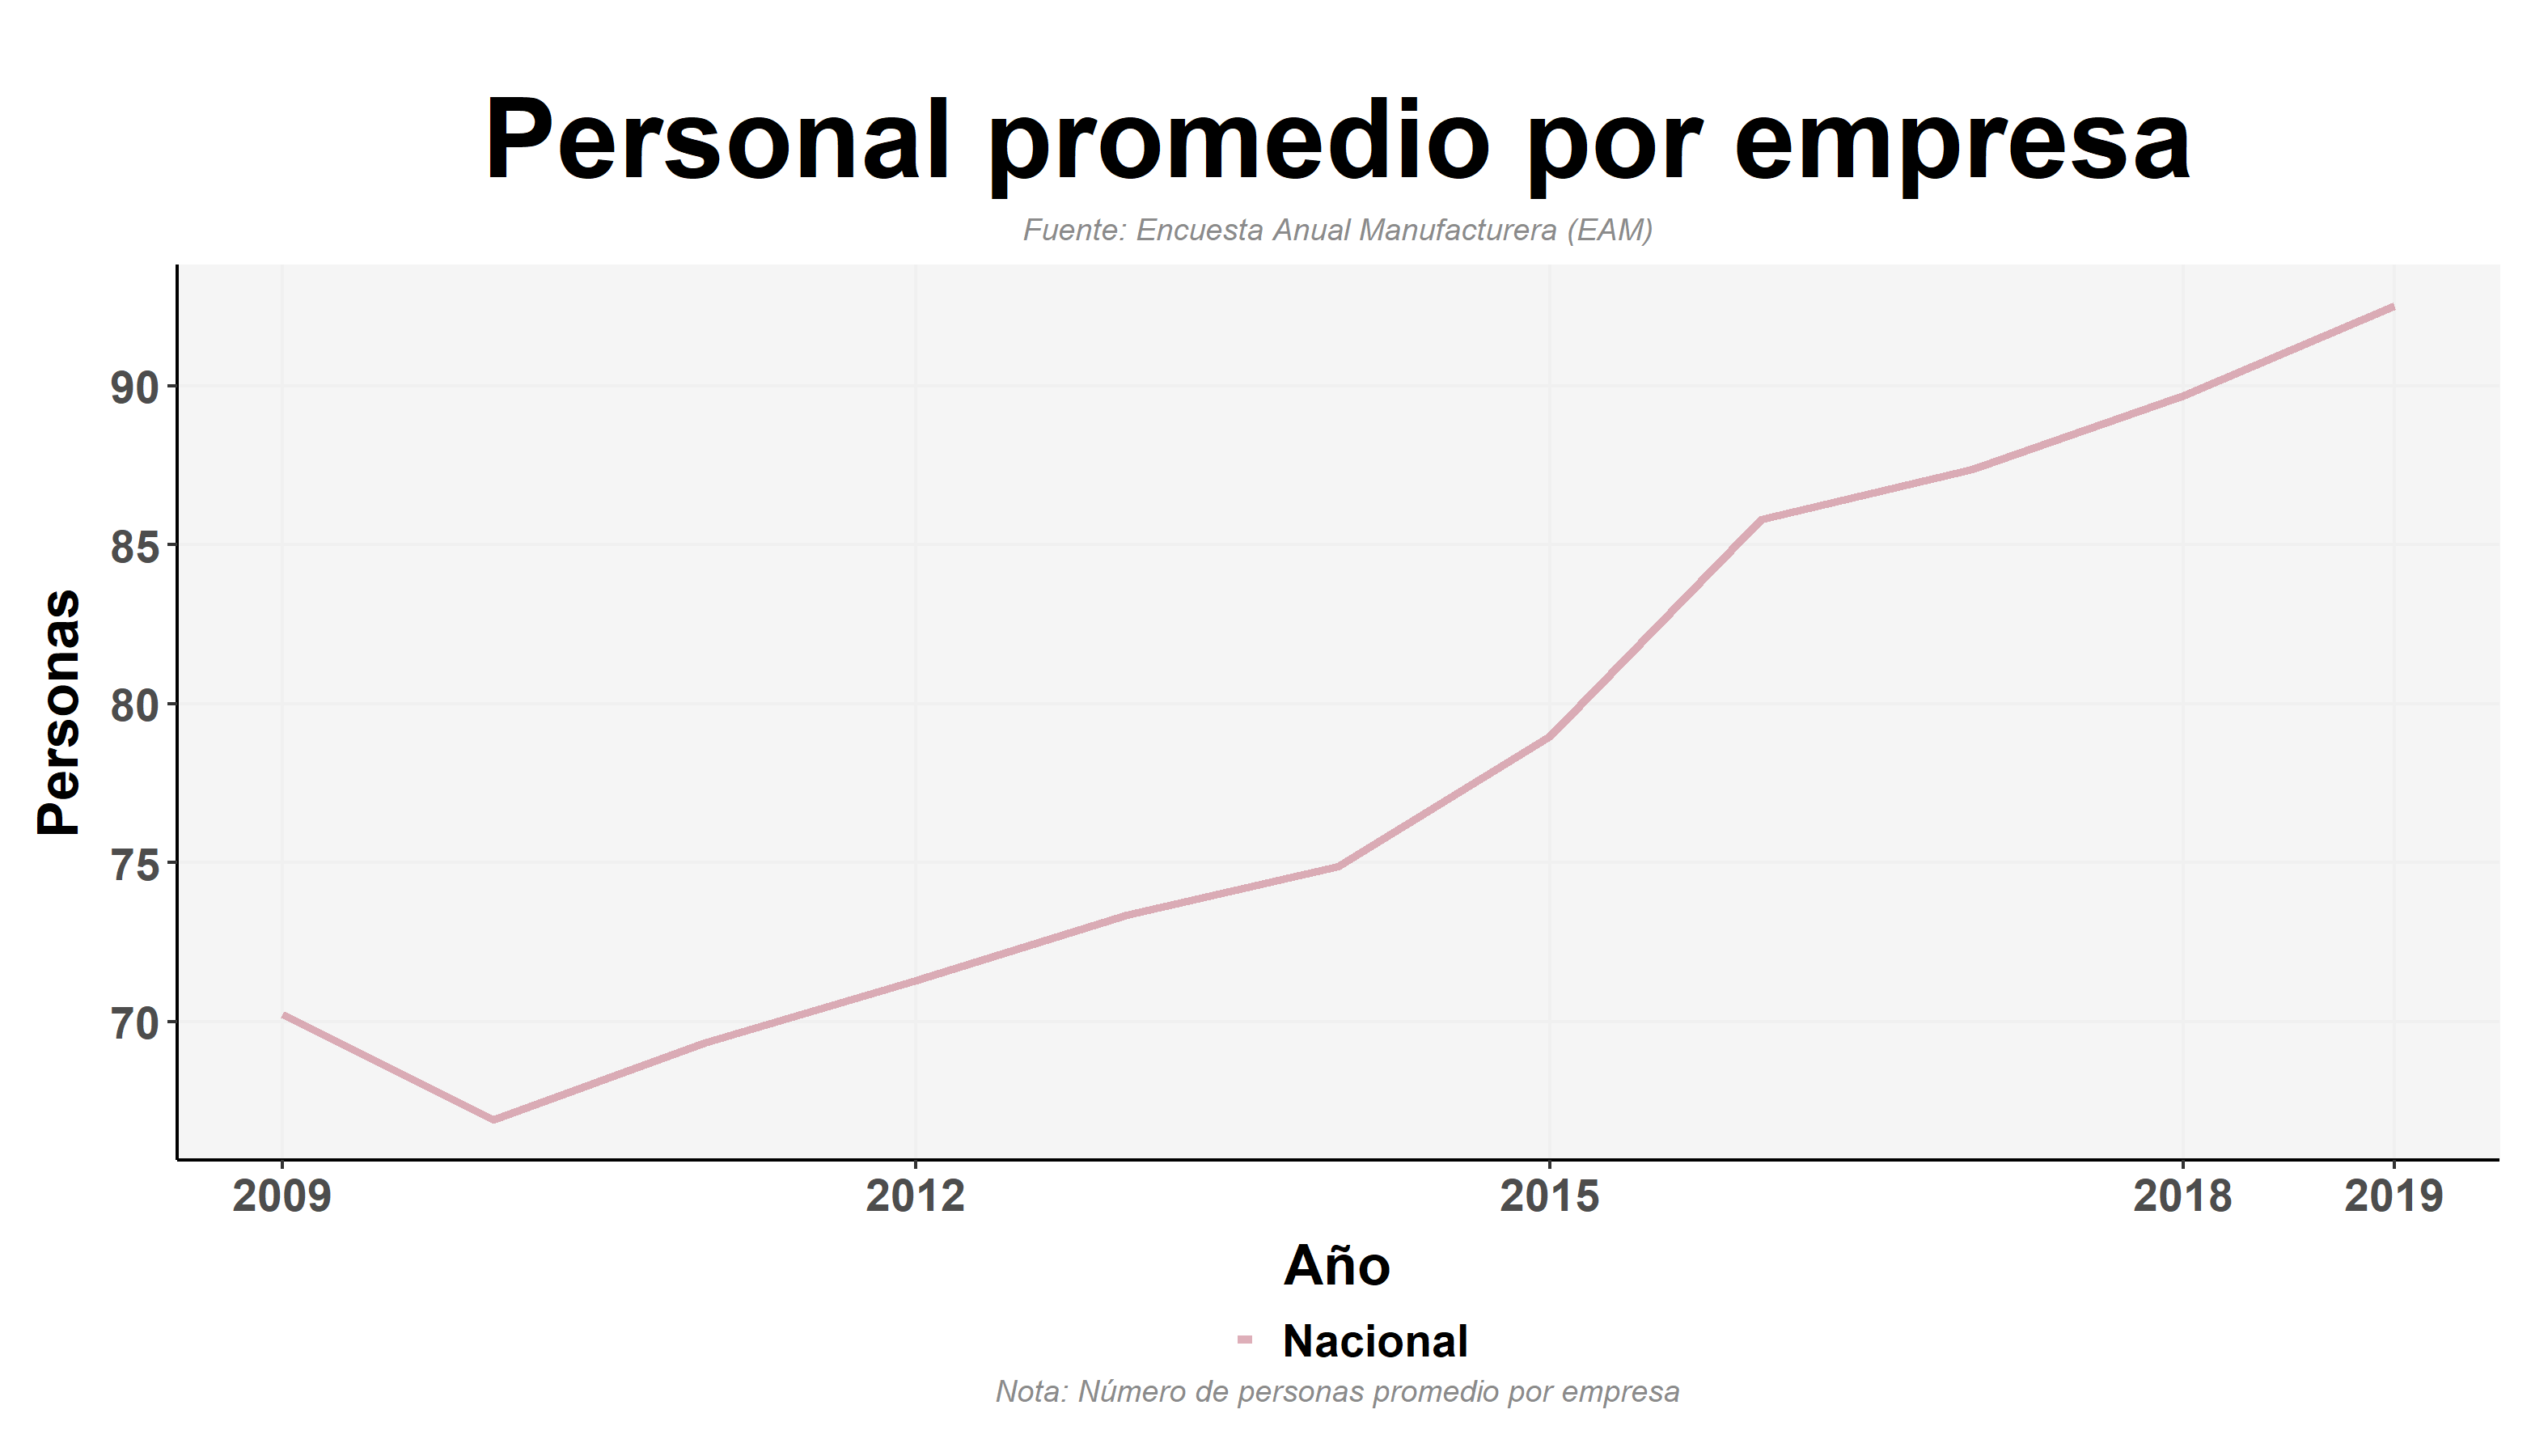 Personal promedio por empresa
Fuente: Encuesta Anual Manufacturera (EAM)
90
85
80
75
70
Personas
2009 2012 2015 2018 2019
Año
Nacional
Nota: Número de personas promedio por empresa